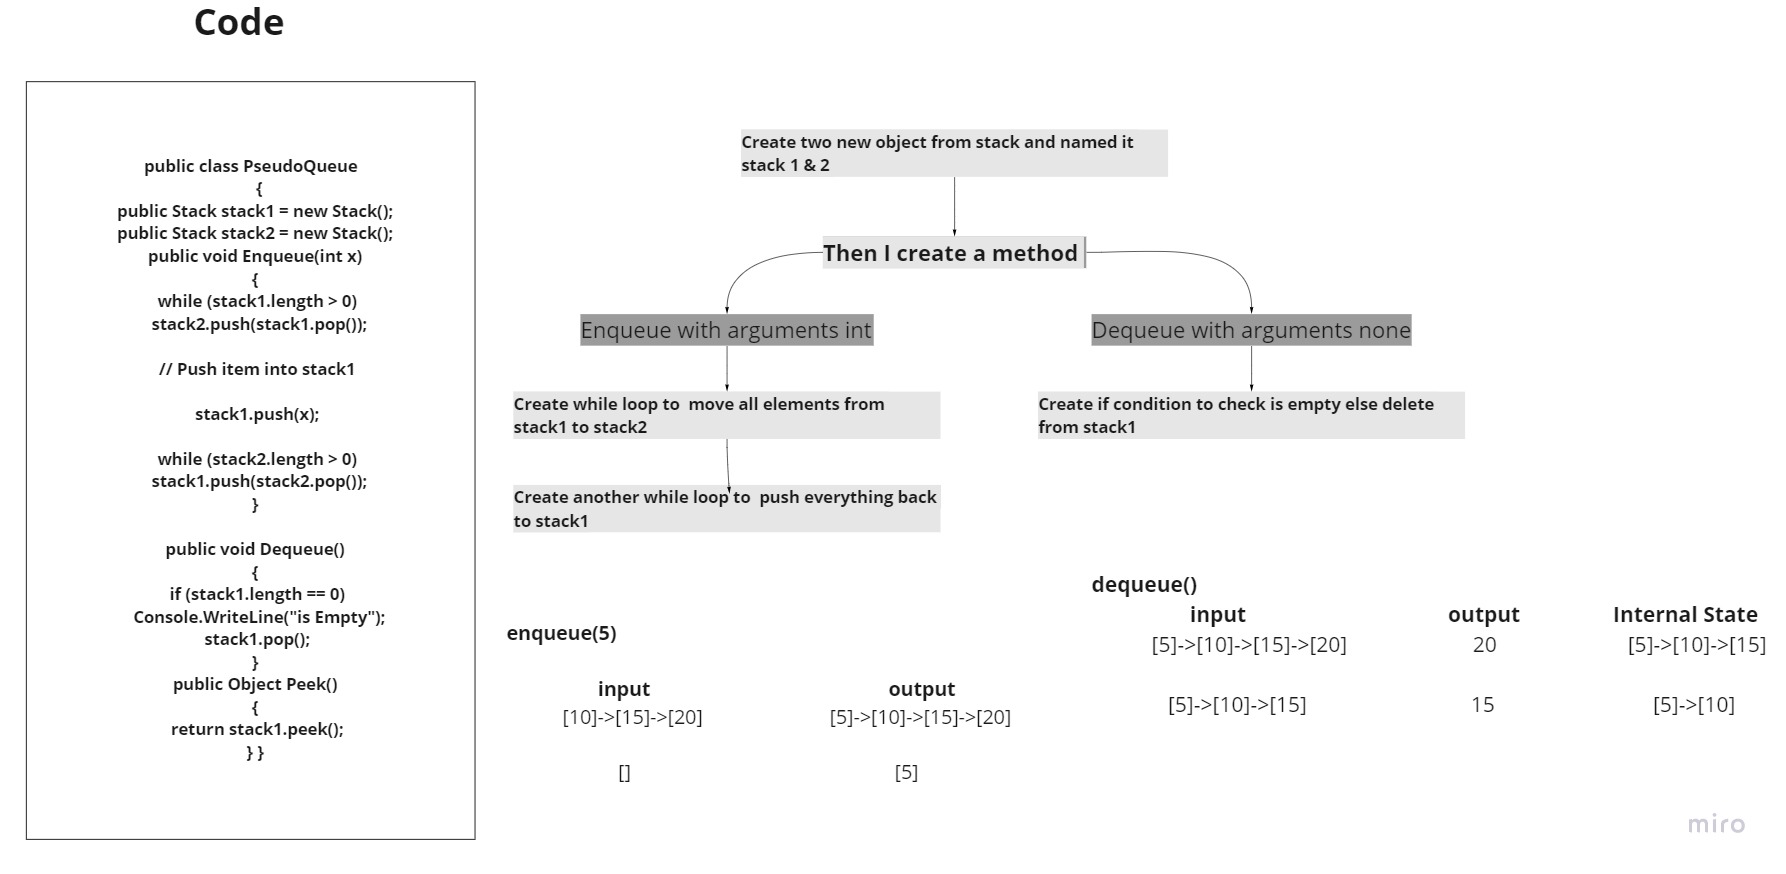 Code
public class PseudoQueue
{
public Stack stack1 = new Stack();
public Stack stack2 = new Stack();
public void Enqueue(int x)
{
while (stack1.length > 0)
stack2.push(stack1.pop());
// Push item into stack1
stack1.push(x);
while (stack2.length > 0)
stack1.push(stack2.pop());
}
public void Dequeue()
{
if (stack1.length == 0)
Console.WriteLine("is Empty");
stack1.pop();
}
public Object Peek()
{
return stack1.peek();
} }
Create two new object from stack and named it
stack 1 & 2
Then I create a method
Enqueue with arguments int
Dequeue with arguments none
Create while loop to  move all elements from
stack1 to stack2
Create if condition to check is empty else delete
from stack1
Create another while loop to  push everything back
to stack1
enqueue(5)
input output
[10]->[15]->[20] [5]->[10]->[15]->[20]
[] [5]
dequeue()
input output Internal State
[5]->[10]->[15]->[20] 20 [5]->[10]->[15]
[5]->[10]->[15] 15 [5]->[10]
miro